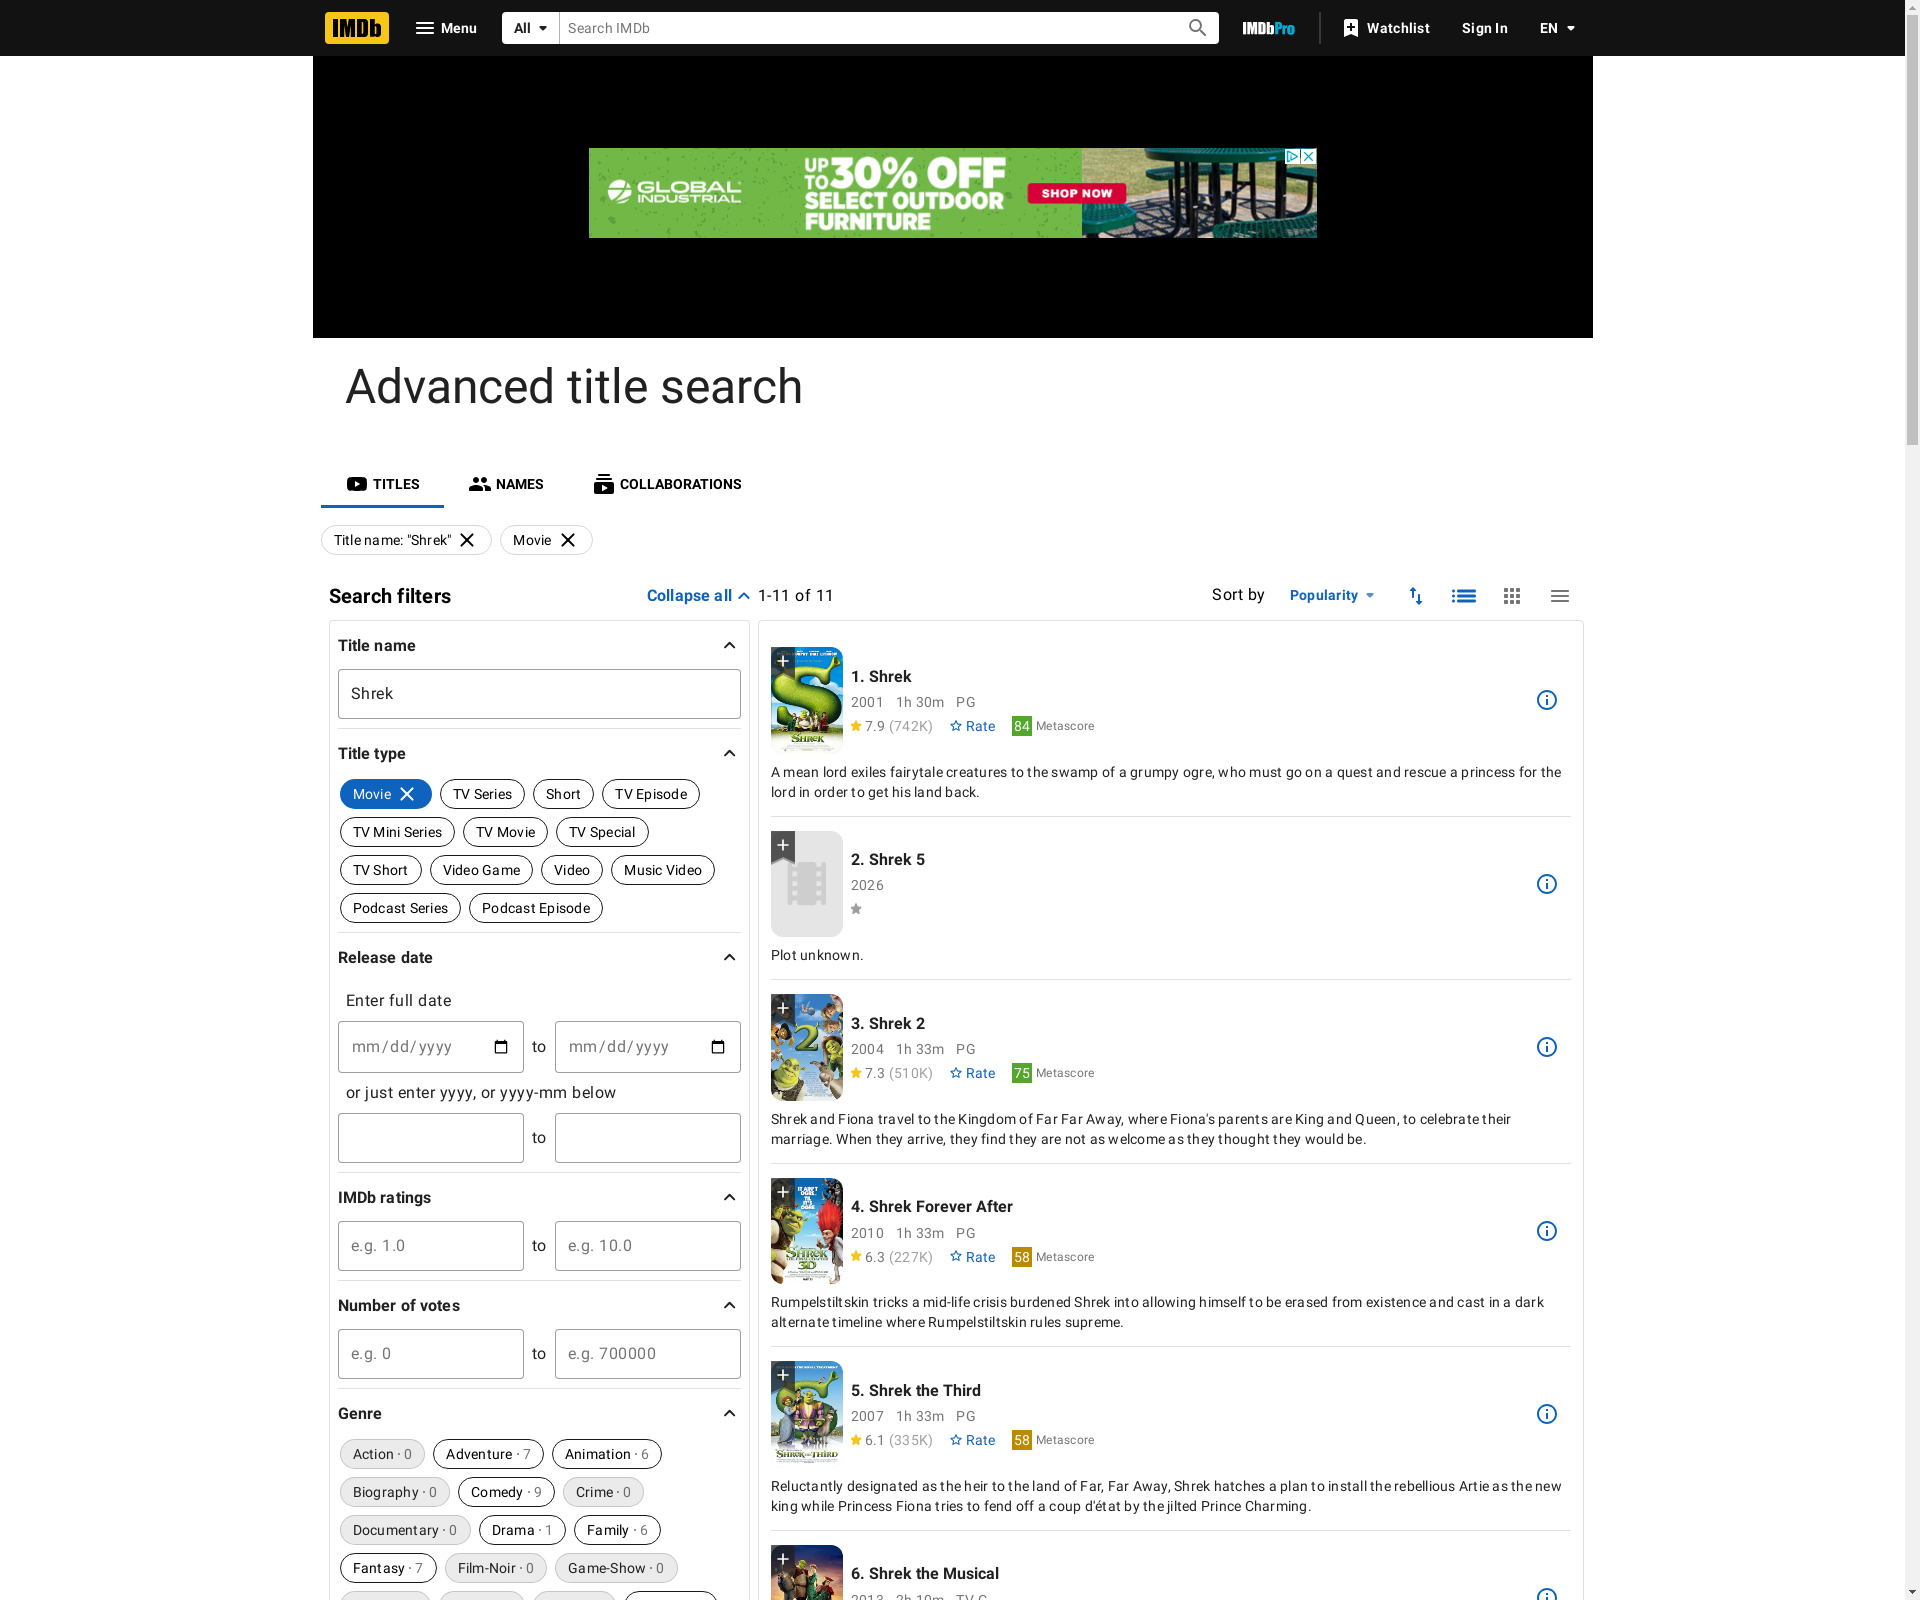 IMDb Menu All Search IMDb IMDbPro Watchlist Sign In EN
GLOBAL INDUSTRIAL
UP TO 30% OFF
SELECT OUTDOOR
FURNITURE
SHOP NOW
Advanced title search
TITLES NAMES COLLABORATIONS
Title name: "Shrek" Movie
Search filters Collapse all
1-11 of 11 Sort by Popularity
Title name
Shrek
Title type
Movie TV Series Short TV Episode
TV Mini Series TV Movie TV Special
TV Short Video Game Video Music Video
Podcast Series Podcast Episode
Release date
Enter full date
mm/dd/yyyy to mm/dd/yyyy
or just enter yyyy, or yyyy-mm below
to
IMDb ratings
e.g. 1.0 to e.g. 10.0
Number of votes
e.g. 0 to e.g. 700000
Genre
Action · 0 Adventure · 7 Animation · 6
Biography · 0 Comedy · 9 Crime · 0
Documentary · 0 Drama · 1 Family · 6
Fantasy · 7 Film-Noir · 0 Game-Show · 0
SHREK
1. Shrek
2001 1h 30m PG
7.9 (742K) Rate 84 Metascore
A mean lord exiles fairytale creatures to the swamp of a grumpy ogre, who must go on a quest and rescue a princess for the
lord in order to get his land back.
2. Shrek 5
2026
Plot unknown.
2
3. Shrek 2
2004 1h 33m PG
7.3 (510K) Rate 75 Metascore
Shrek and Fiona travel to the Kingdom of Far Far Away, where Fiona's parents are King and Queen, to celebrate their
marriage. When they arrive, they find they are not as welcome as they thought they would be.
IT AIN'T
OGRE..
TIL
IT'S
OGRE
SHREK
3D
4. Shrek Forever After
2010 1h 33m PG
6.3 (227K) Rate 58 Metascore
Rumpelstiltskin tricks a mid-life crisis burdened Shrek into allowing himself to be erased from existence and cast in a dark
alternate timeline where Rumpelstiltskin rules supreme.
SHREK THE THIRD
5. Shrek the Third
2007 1h 33m PG
6.1 (335K) Rate 58 Metascore
Reluctantly designated as the heir to the land of Far, Far Away, Shrek hatches a plan to install the rebellious Artie as the new
king while Princess Fiona tries to fend off a coup d'état by the jilted Prince Charming.
6. Shrek the Musical
2013 2h 10m TV-G